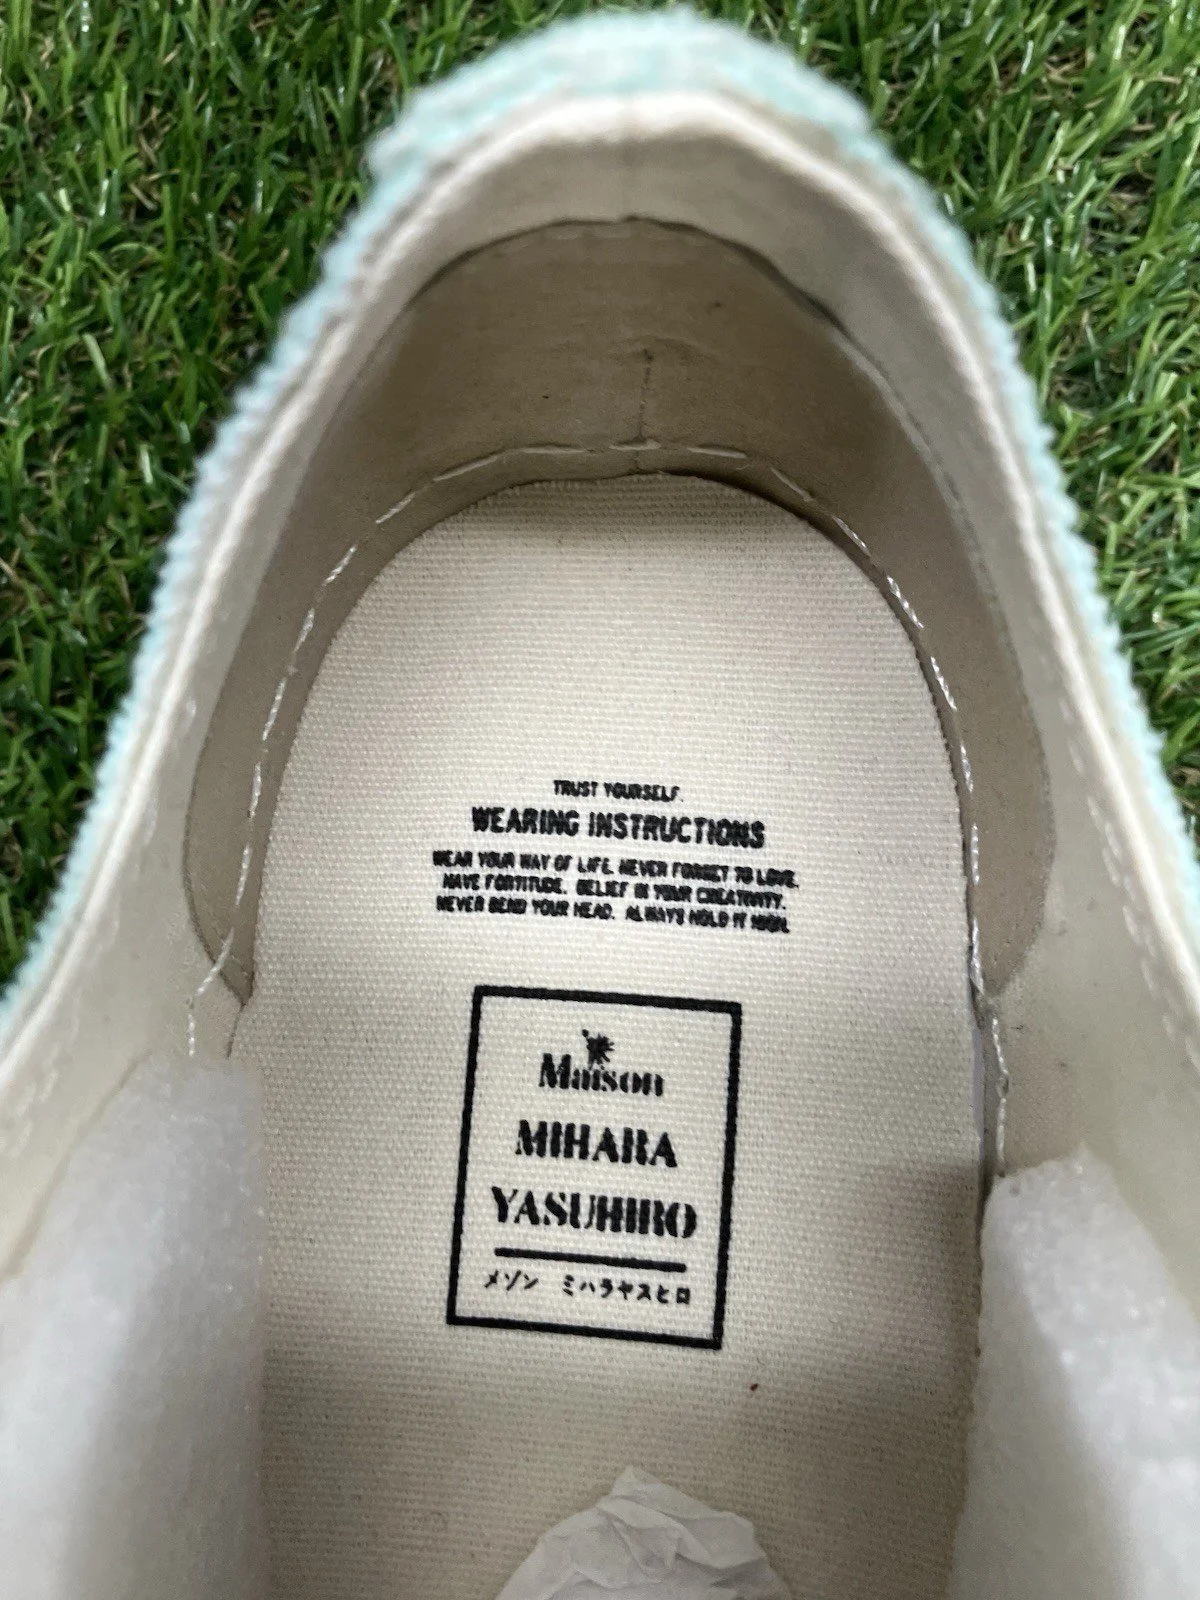 TRUST YOURSELF.
WEARING INSTRUCTIONS
WEAR YOUR WAY OF LIFE. NEVER FORGET TO LOVE.
HAVE FORTITUDE. BELIEF IN YOUR CREATIVITY.
NEVER BEND YOUR HEAD. ALWAYS HOLD IT HIGH.
Maison
MIHARA
YASUHIRO
メゾン ミハラヤスヒロ